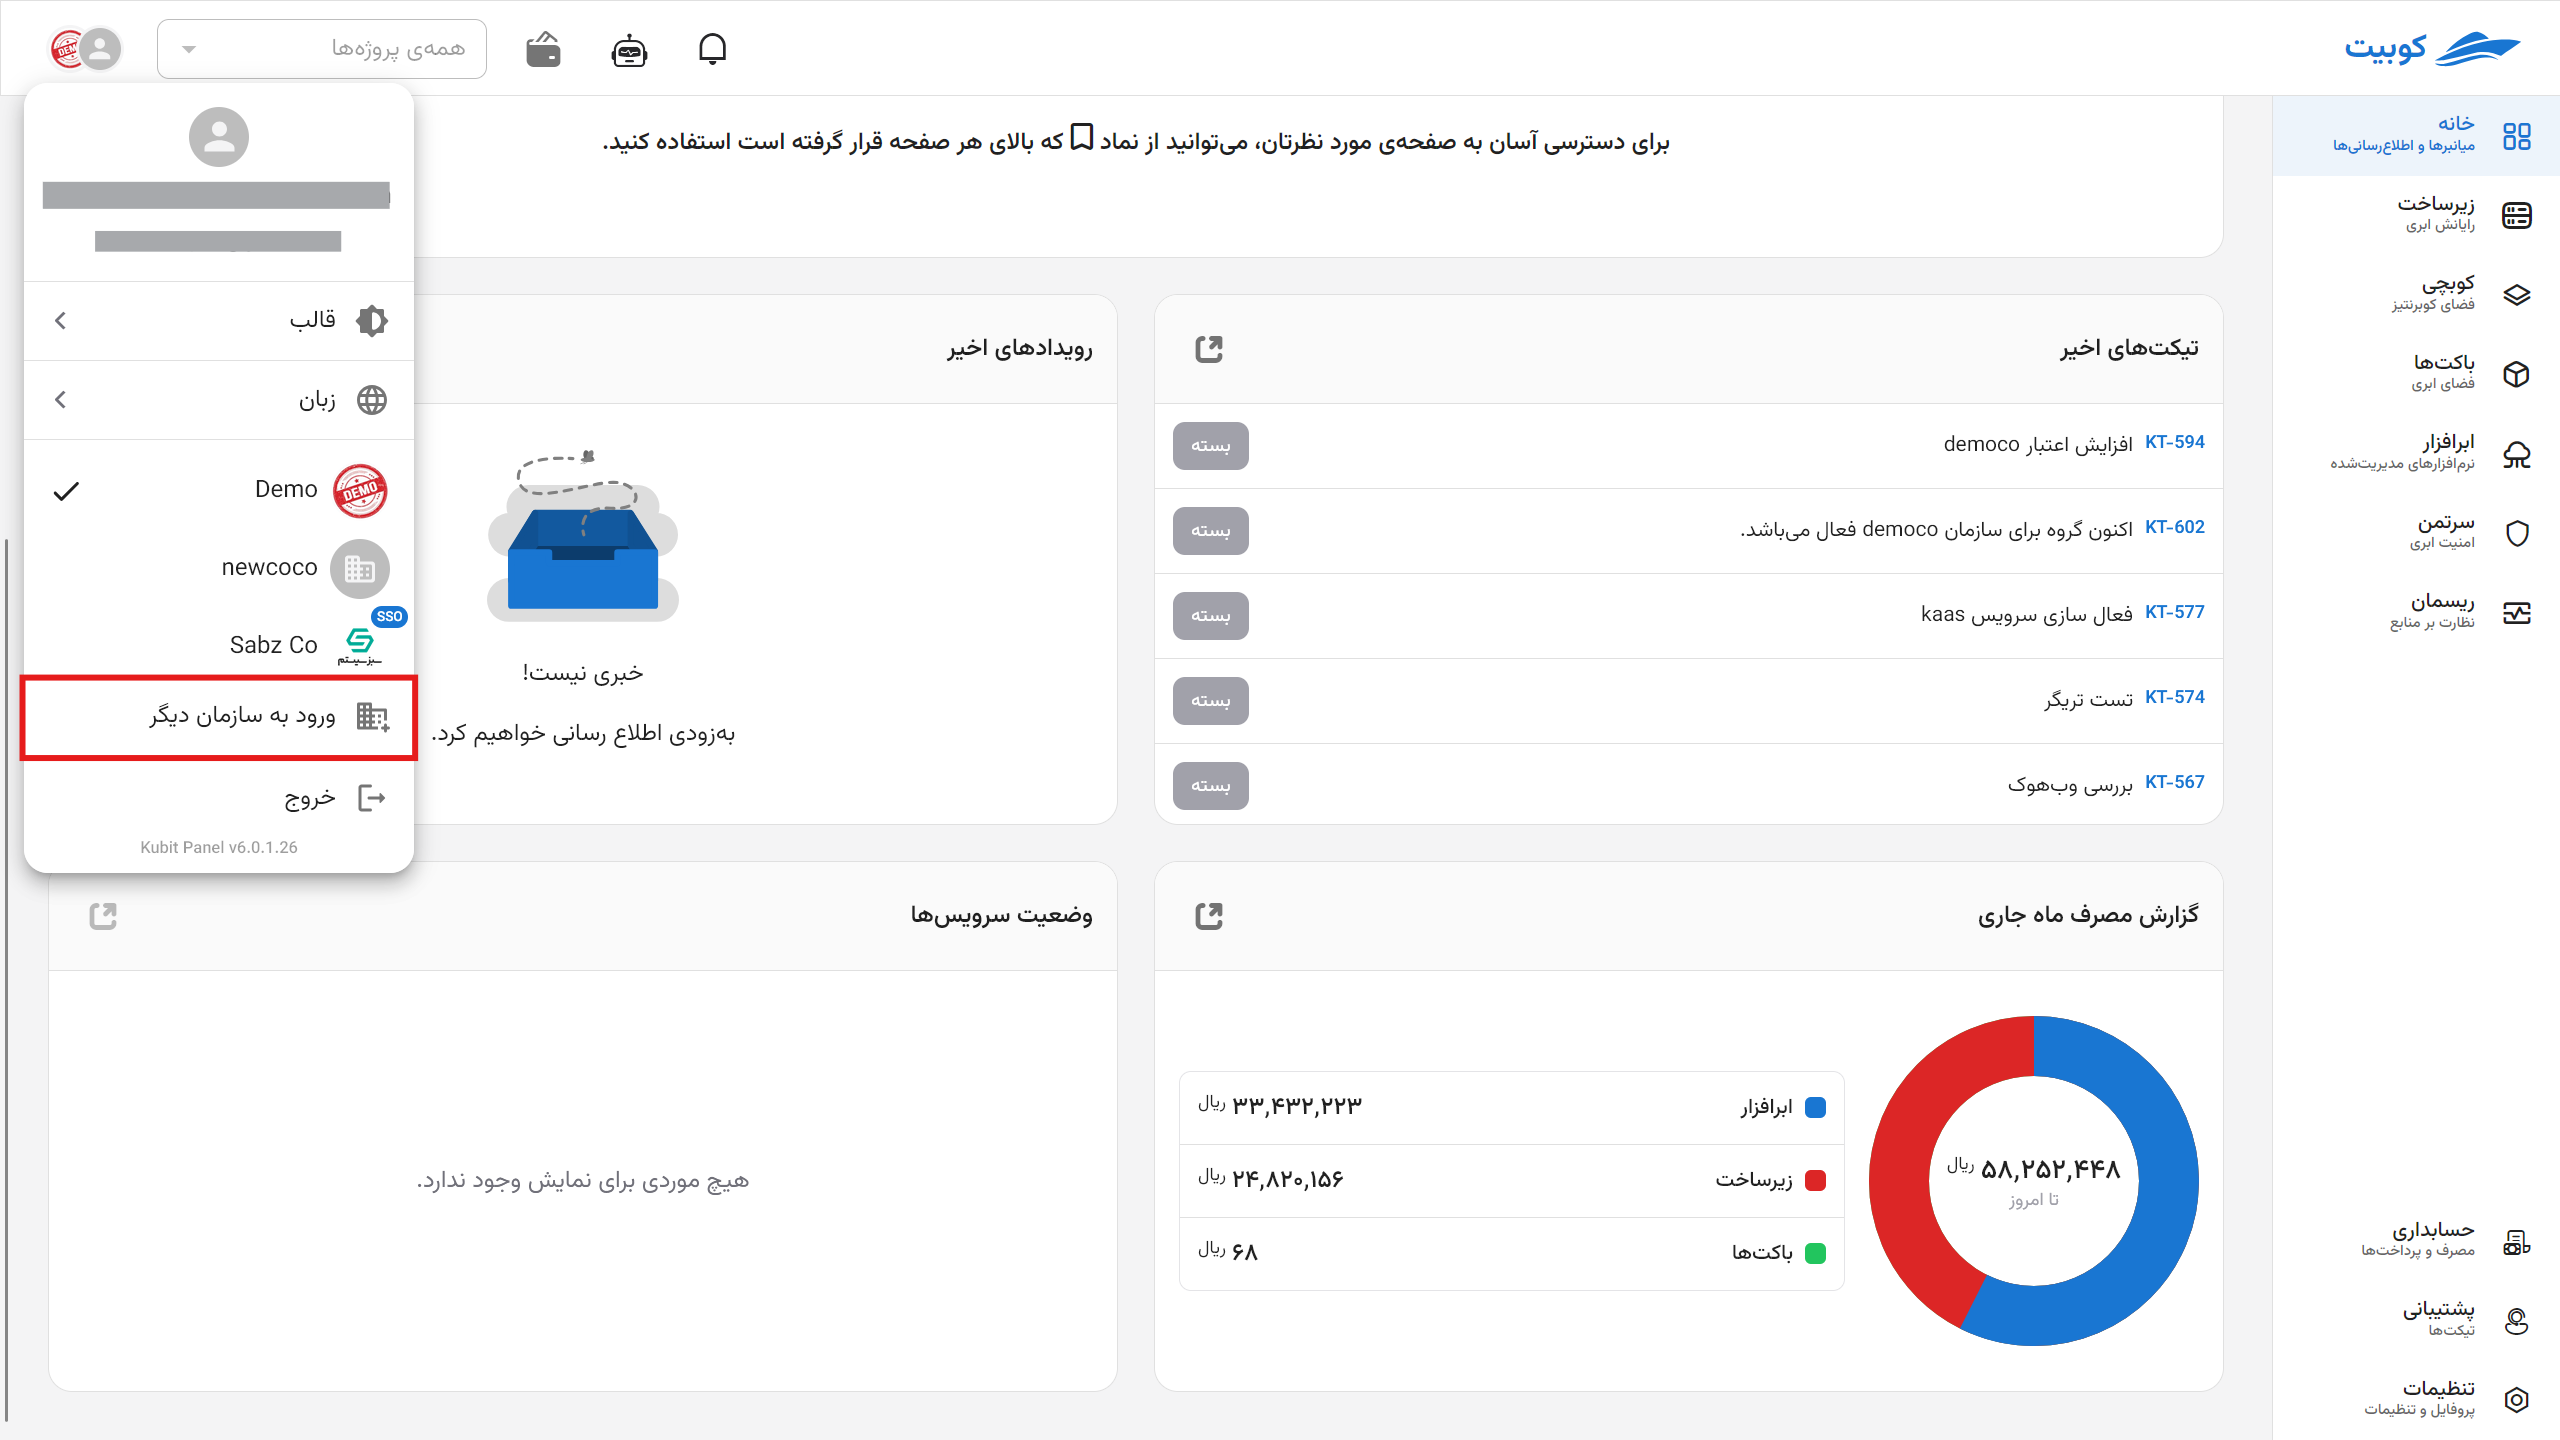 کوبیت
همه‌ی پروژه‌ها
DEMO
خانه
میانبرها و اطلاع‌رسانی‌ها
زیرساخت
رایانش ابری
کوبچی
فضای کوبرنتیز
باکت‌ها
فضای ابری
ابرافزار
نرم‌افزارهای مدیریت‌شده
سرتمن
امنیت ابری
ریسمان
نظارت بر منابع
حسابداری
مصرف و پرداخت‌ها
پشتیبانی
تیکت‌ها
تنظیمات
پروفایل و تنظیمات
برای دسترسی آسان به صفحه‌ی مورد نظرتان، می‌توانید از نماد که بالای هر صفحه قرار گرفته است استفاده کنید.
تیکت‌های اخیر
KT-594 افزایش اعتبار democo بسته
KT-602 اکنون گروه برای سازمان democo فعال می‌باشد. بسته
KT-577 فعال سازی سرویس kaas بسته
KT-574 تست تریگر بسته
KT-567 بررسی وب‌هوک بسته
رویدادهای اخیر
خبری نیست!
به‌زودی اطلاع رسانی خواهیم کرد.
گزارش مصرف ماه جاری
۵۸,۲۵۲,۴۴۸ ریال
تا امروز
ابرافزار ۳۳,۴۳۲,۲۲۳ ریال
زیرساخت ۲۴,۸۲۰,۱۵۶ ریال
باکت‌ها ۶۸ ریال
وضعیت سرویس‌ها
هیچ موردی برای نمایش وجود ندارد.
قالب
زبان
DEMO
Demo
newcoco
SSO
Sabz Co
ورود به سازمان دیگر
خروج
Kubit Panel v6.0.1.26